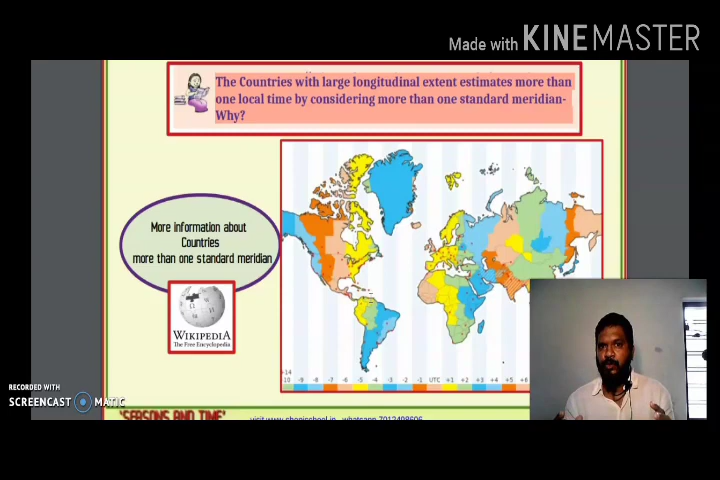 Made with KINEMASTER
The Countries with large longitudinal extent estimates more than
one local time by considering more than one standard meridian-
Why?
More information about
Countries
more than one standard meridian
WIKIPEDIA
The Free Encyclopedia
+14
-10 -9 -8 -7 -6 -5 -4 -3 -2 -1 UTC +1 +2 +3 +4 +5 +6
RECORDED WITH
SCREENCAST MATIC
'SEASONS AND TIME'